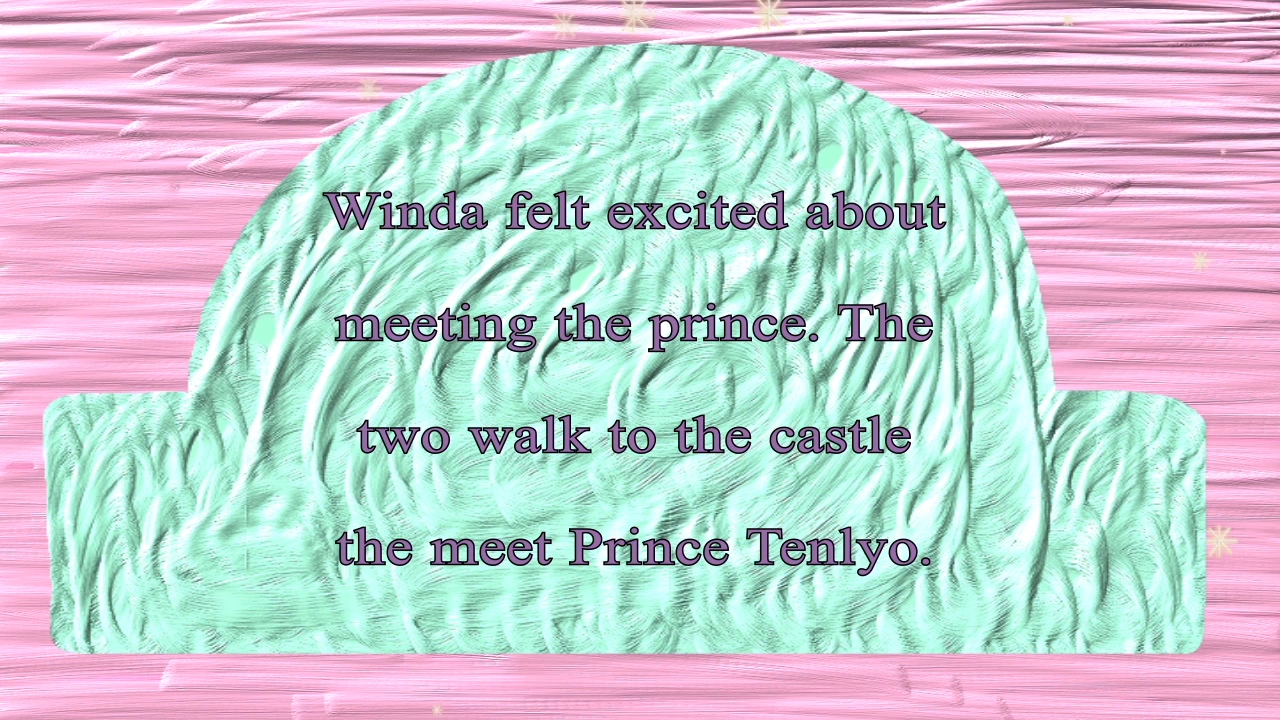 Winda felt excited about
meeting the prince. The
two walk to the castle
the meet Prince Tenlyo.